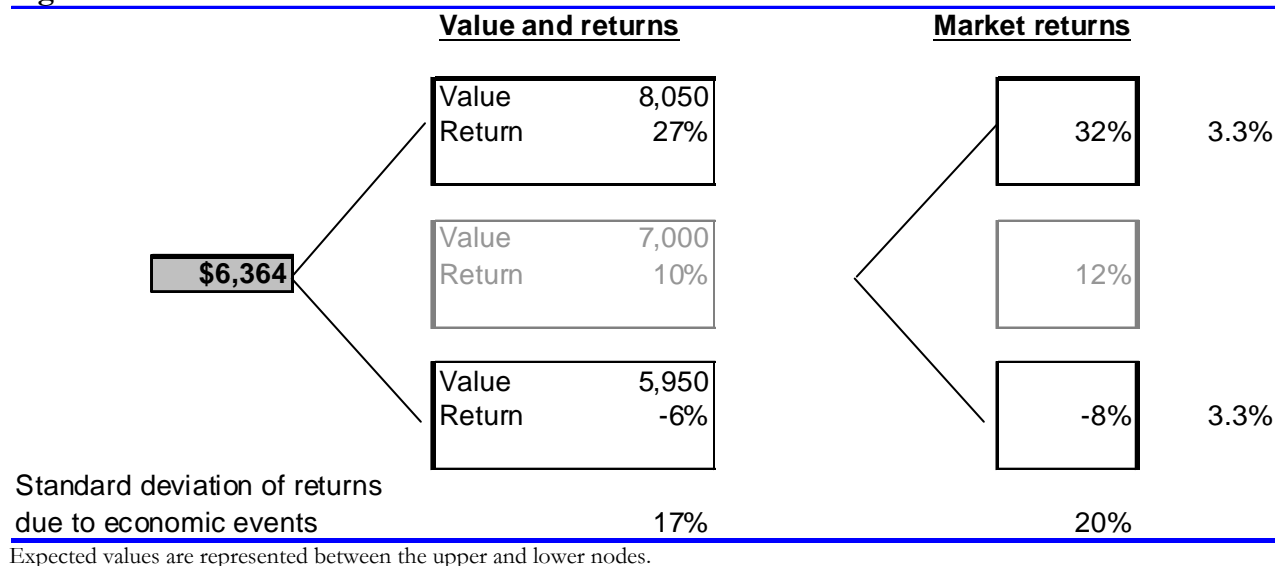 Value and returns Market returns
Value 8,050
Return 27% 32% 3.3%
Value 7,000
$6,364 Return 10% 12%
Value 5,950
Return -6% -8% 3.3%
Standard deviation of returns
due to economic events 17% 20%
Expected values are represented between the upper and lower nodes.